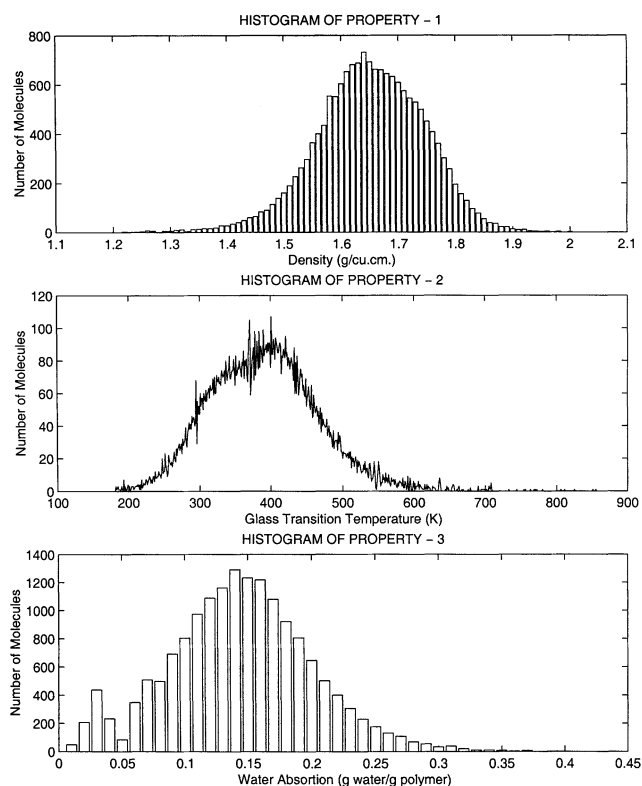 HISTOGRAM OF PROPERTY – 1
800
600
400
200
0
Number of Molecules
1.1 1.2 1.3 1.4 1.5 1.6 1.7 1.8 1.9 2 2.1
Density (g/cu.cm.)
HISTOGRAM OF PROPERTY – 2
120
100
80
60
40
20
0
Number of Molecules
100 200 300 400 500 600 700 800 900
Glass Transition Temperature (K)
HISTOGRAM OF PROPERTY – 3
1400
1200
1000
800
600
400
200
0
Number of Molecules
0 0.05 0.1 0.15 0.2 0.25 0.3 0.35 0.4 0.45
Water Absortion (g water/g polymer)